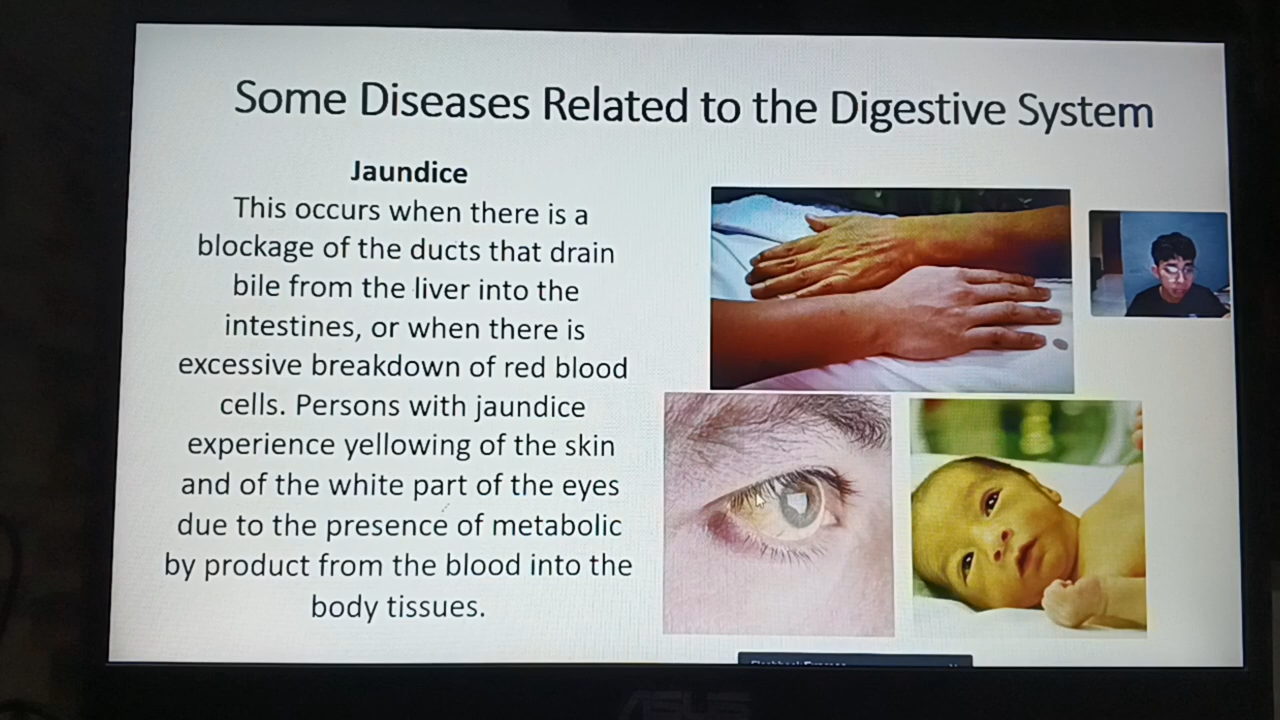 Some Diseases Related to the Digestive System
Jaundice
This occurs when there is a
blockage of the ducts that drain
bile from the liver into the
intestines, or when there is
excessive breakdown of red blood
cells. Persons with jaundice
experience yellowing of the skin
and of the white part of the eyes
due to the presence of metabolic
by product from the blood into the
body tissues.
ASUS